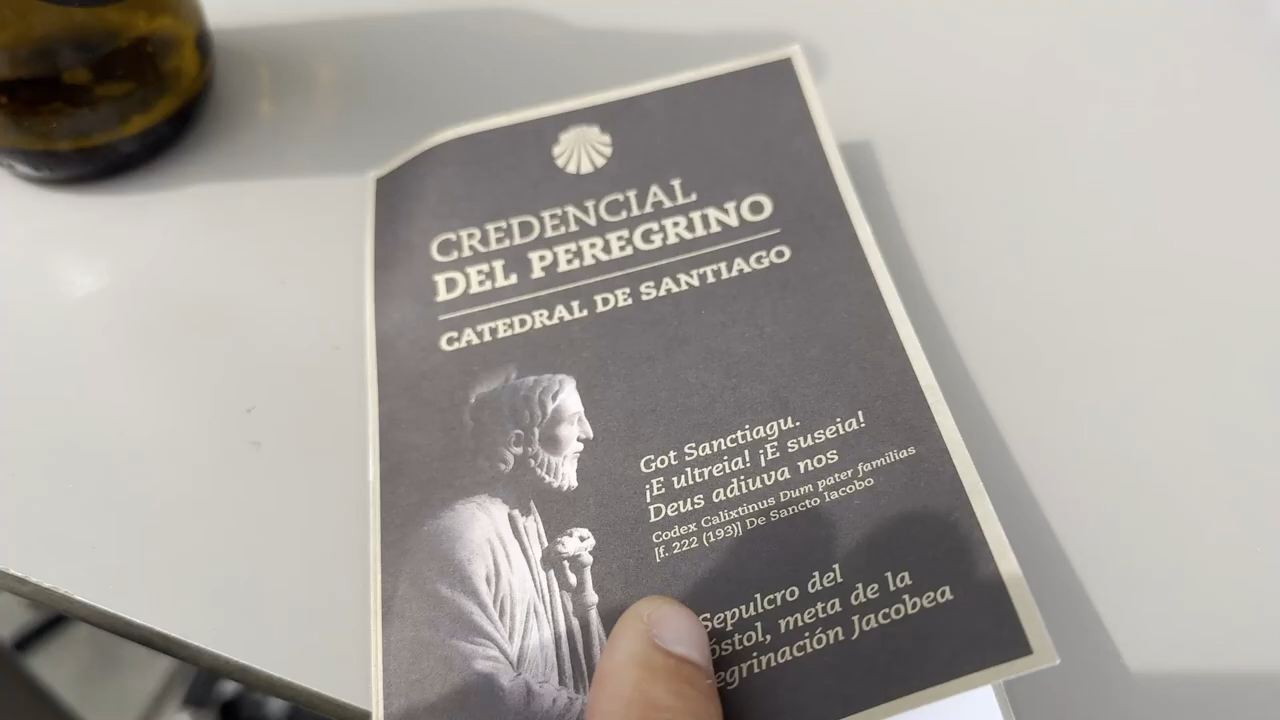 CREDENCIAL
DEL PEREGRINO
CATEDRAL DE SANTIAGO
Got Sanctiagu.
¡E ultreia! ¡E suseia!
Deus adiuva nos
Codex Calixtinus Dum pater familias
[f. 222 (193)] De Sancto Iacobo
Sepulcro del
óstol, meta de la
egrinación Jacobea